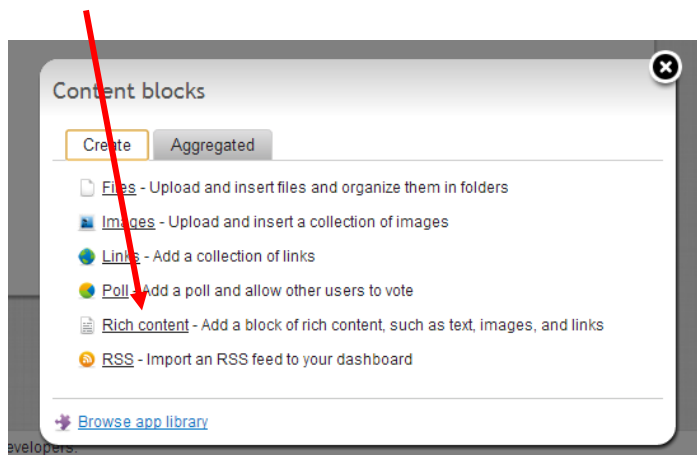 Content blocks
Create Aggregated
Files - Upload and insert files and organize them in folders
Images - Upload and insert a collection of images
Links - Add a collection of links
Poll - Add a poll and allow other users to vote
Rich content - Add a block of rich content, such as text, images, and links
RSS - Import an RSS feed to your dashboard
Browse app library
evelopers.